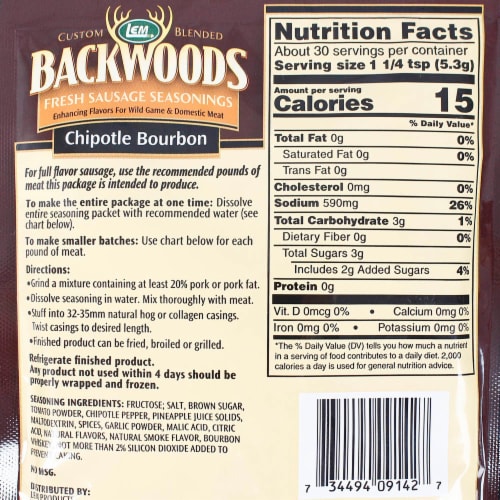 CUSTOM LEM BLENDED
BACKWOODS
FRESH SAUSAGE SEASONINGS
Enhancing Flavors For Wild Game & Domestic Meat
Chipotle Bourbon
For full flavor sausage, use the recommended pounds of
meat this package is intended to produce.
To make the entire package at one time: Dissolve
entire seasoning packet with recommended water (see
chart below).
To make smaller batches: Use chart below for each
pound of meat.
Directions:
•Grind a mixture containing at least 20% pork or pork fat.
•Dissolve seasoning in water. Mix thoroughly with meat.
•Stuff into 32-35mm natural hog or collagen casings.
Twist casings to desired length.
•Finished product can be fried, broiled or grilled.
Refrigerate finished product.
Any product not used within 4 days should be
properly wrapped and frozen.
SEASONING INGREDIENTS: FRUCTOSE; SALT, BROWN SUGAR,
TOMATO POWDER, CHIPOTLE PEPPER, PINEAPPLE JUICE SOLIDS,
MALTODEXTRIN, SPICES, GARLIC POWDER, MALIC ACID, CITRIC
ACID, NATURAL FLAVORS, NATURAL SMOKE FLAVOR, BOURBON
NOT MORE THAN 2% SILICON DIOXIDE ADDED TO
PREVENT CAKING.
NO MSG.
DISTRIBUTED BY
Nutrition Facts
About 30 servings per container
Serving size 1 1/4 tsp (5.3g)
Amount per serving
Calories 15
% Daily Value*
Total Fat 0g 0%
Saturated Fat 0g 0%
Trans Fat 0g
Cholesterol 0mg 0%
Sodium 590mg 26%
Total Carbohydrate 3g 1%
Dietary Fiber 0g 0%
Total Sugars 3g
Includes 2g Added Sugars 4%
Protein 0g
Vit. D 0mcg 0% • Calcium 0mg 0%
Iron 0mg 0% • Potassium 0mg 0%
*The % Daily Value (DV) tells you how much a nutrient
in a serving of food contributes to a daily diet. 2,000
calories a day is used for general nutrition advice.
7 34494 09142 7